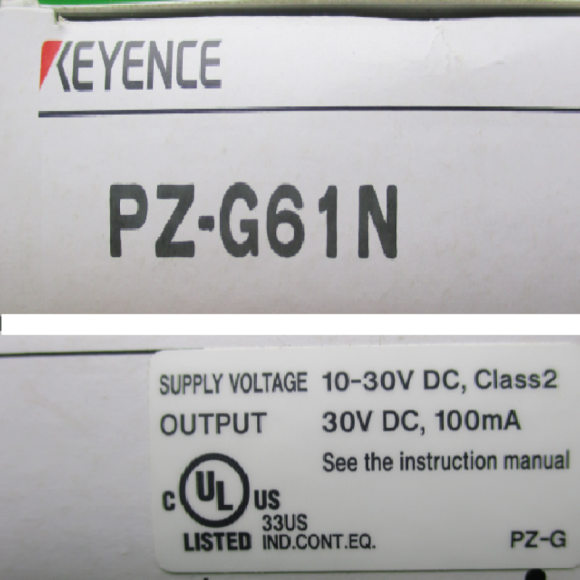 KEYENCE
PZ-G61N
SUPPLY VOLTAGE 10-30V DC, Class2
OUTPUT 30V DC, 100mA
See the instruction manual
C UL US
33US
LISTED IND.CONT.EQ.
PZ-G